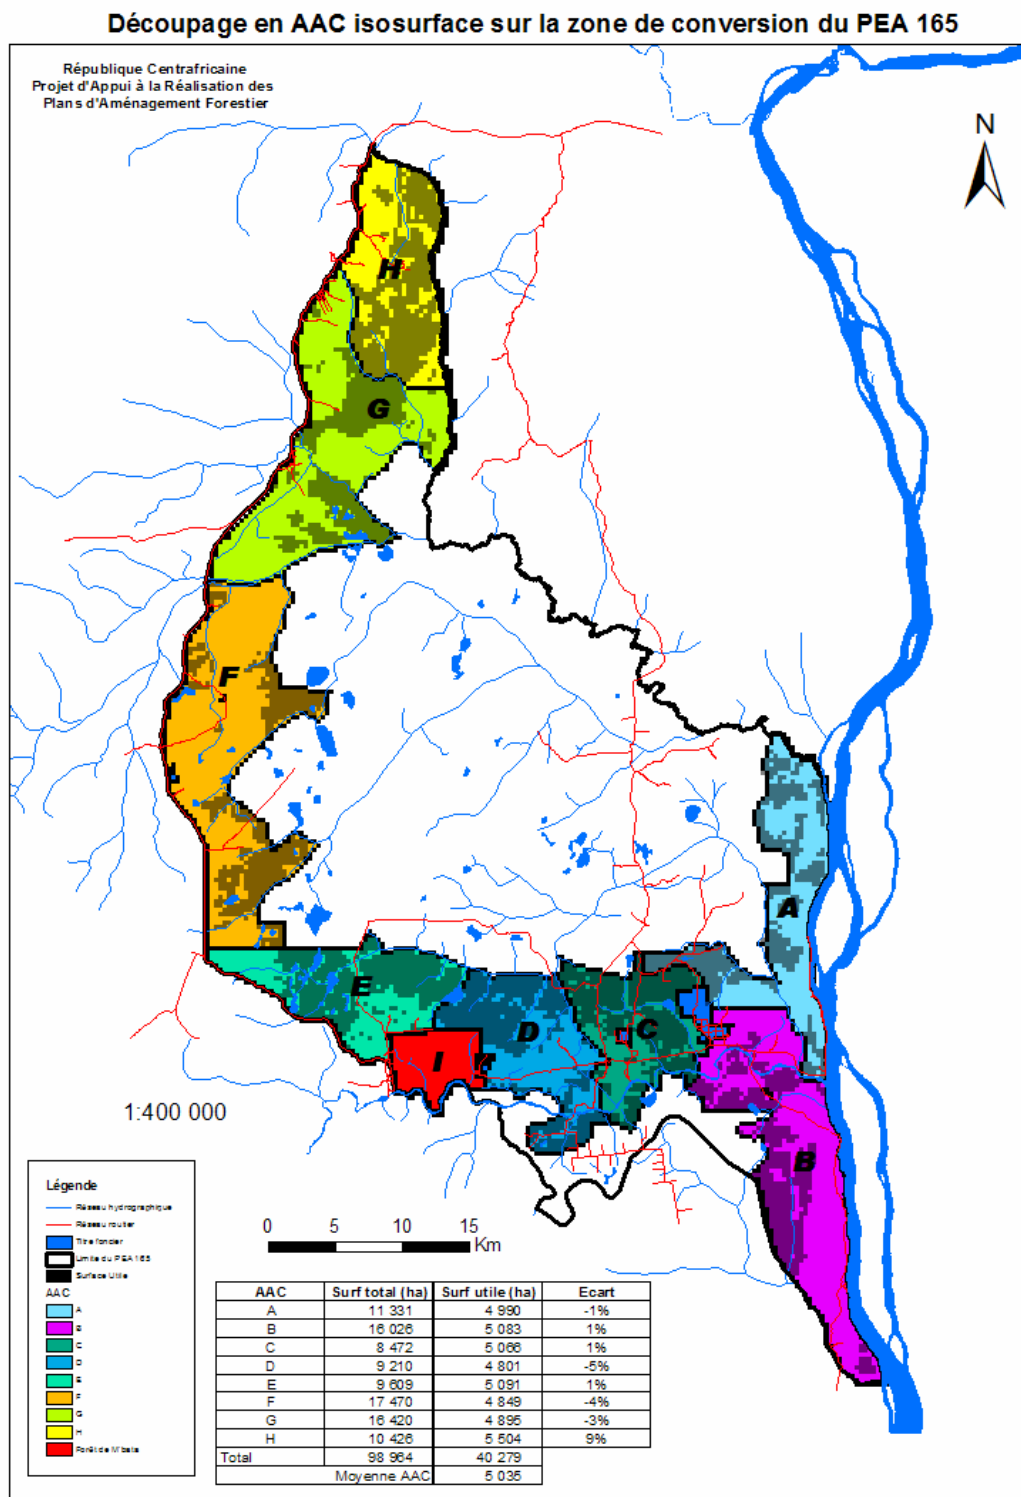 Découpage en AAC isosurface sur la zone de conversion du PEA 165
République Centrafricaine
Projet d'Appui à la Réalisation des
Plans d'Aménagement Forestier
N
H
G
F
A
E
D
C
I
B
1:400 000
Légende
Réseau hydrographique
Réseau routier
Titre foncier
Limite du PEA 165
Surface Utile
AAC
A
B
C
D
E
F
G
H
Forêt de M'bata
0 5 10 15
Km
AAC Surf total (ha) Surf utile (ha) Ecart
A 11 331 4 990 -1%
B 16 026 5 083 1%
C 8 472 5 066 1%
D 9 210 4 801 -5%
E 9 609 5 091 1%
F 17 470 4 849 -4%
G 16 420 4 895 -3%
H 10 426 5 504 9%
Total 98 964 40 279
Moyenne AAC 5 035